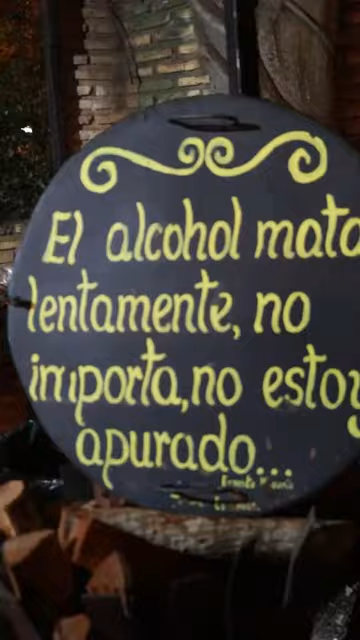 El alcohol mata
lentamente, no
importa, no estoy
apurado...